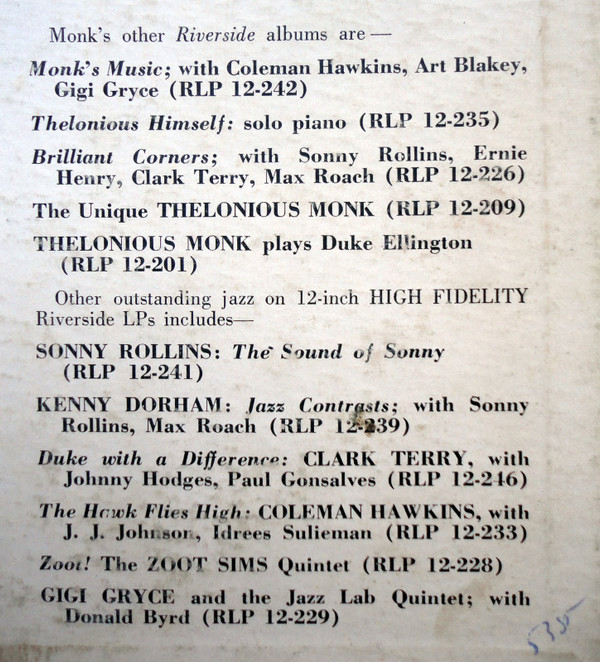 Monk's other Riverside albums are —
Monk's Music; with Coleman Hawkins, Art Blakey,
Gigi Gryce (RLP 12-242)
Thelonious Himself: solo piano (RLP 12-235)
Brilliant Corners; with Sonny Rollins, Ernie
Henry, Clark Terry, Max Roach (RLP 12-226)
The Unique THELONIOUS MONK (RLP 12-209)
THELONIOUS MONK plays Duke Ellington
(RLP 12-201)
Other outstanding jazz on 12-inch HIGH FIDELITY
Riverside LPs includes—
SONNY ROLLINS: The Sound of Sonny
(RLP 12-241)
KENNY DORHAM: Jazz Contrasts; with Sonny
Rollins, Max Roach (RLP 12-239)
Duke with a Difference: CLARK TERRY, with
Johnny Hodges, Paul Gonsalves (RLP 12-246)
The Hawk Flies High: COLEMAN HAWKINS, with
J. J. Johnson, Idrees Sulieman (RLP 12-233)
Zoot! The ZOOT SIMS Quintet (RLP 12-228)
GIGI GRYCE and the Jazz Lab Quintet; with
Donald Byrd (RLP 12-229)